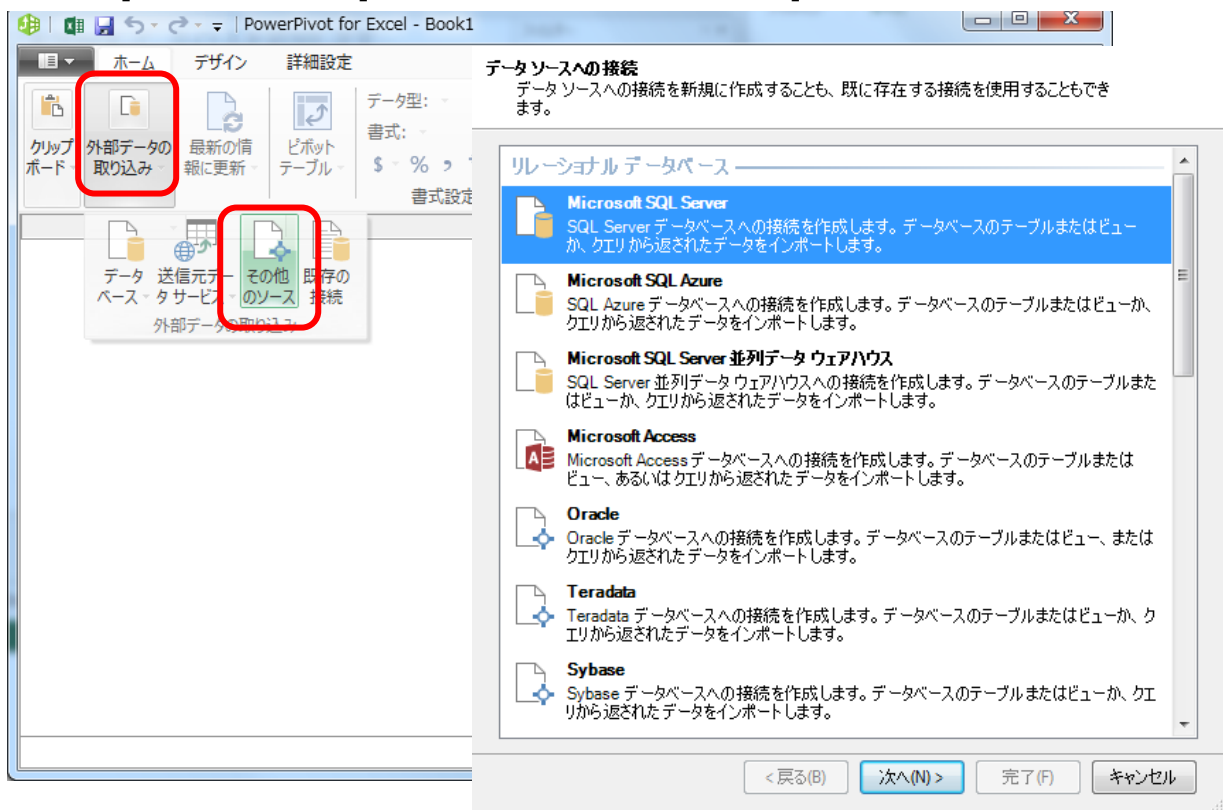 PowerPivot for Excel - Book1
ホーム デザイン 詳細設定
クリップ
ボード
外部データの
取り込み
最新の情
報に更新
ピボット
テーブル
データ型:
書式:
$ % ,
書式設定
データ
ベース
送信元デー
タ サービス
その他
のソース
既存の
接続
外部データの取り込み
データ ソースへの接続
データ ソースへの接続を新規に作成することも、既に存在する接続を使用することもでき
ます。
リレーショナル データベース
Microsoft SQL Server
SQL Server データベースへの接続を作成します。データベースのテーブルまたはビュー
か、クエリから返されたデータをインポートします。
Microsoft SQL Azure
SQL Azure データベースへの接続を作成します。データベースのテーブルまたはビューか、
クエリから返されたデータをインポートします。
Microsoft SQL Server 並列データ ウェアハウス
SQL Server 並列データ ウェアハウスへの接続を作成します。データベースのテーブルまた
はビューか、クエリから返されたデータをインポートします。
Microsoft Access
Microsoft Access データベースへの接続を作成します。データベースのテーブルまたは
ビュー、あるいはクエリから返されたデータをインポートします。
Oracle
Oracle データベースへの接続を作成します。データベースのテーブルまたはビュー、または
クエリから返されたデータをインポートします。
Teradata
Teradata データベースへの接続を作成します。データベースのテーブルまたはビューか、ク
エリから返されたデータをインポートします。
Sybase
Sybase データベースへの接続を作成します。データベースのテーブルまたはビューか、クエ
リから返されたデータをインポートします。
< 戻る(B) 次へ(N) > 完了(F) キャンセル